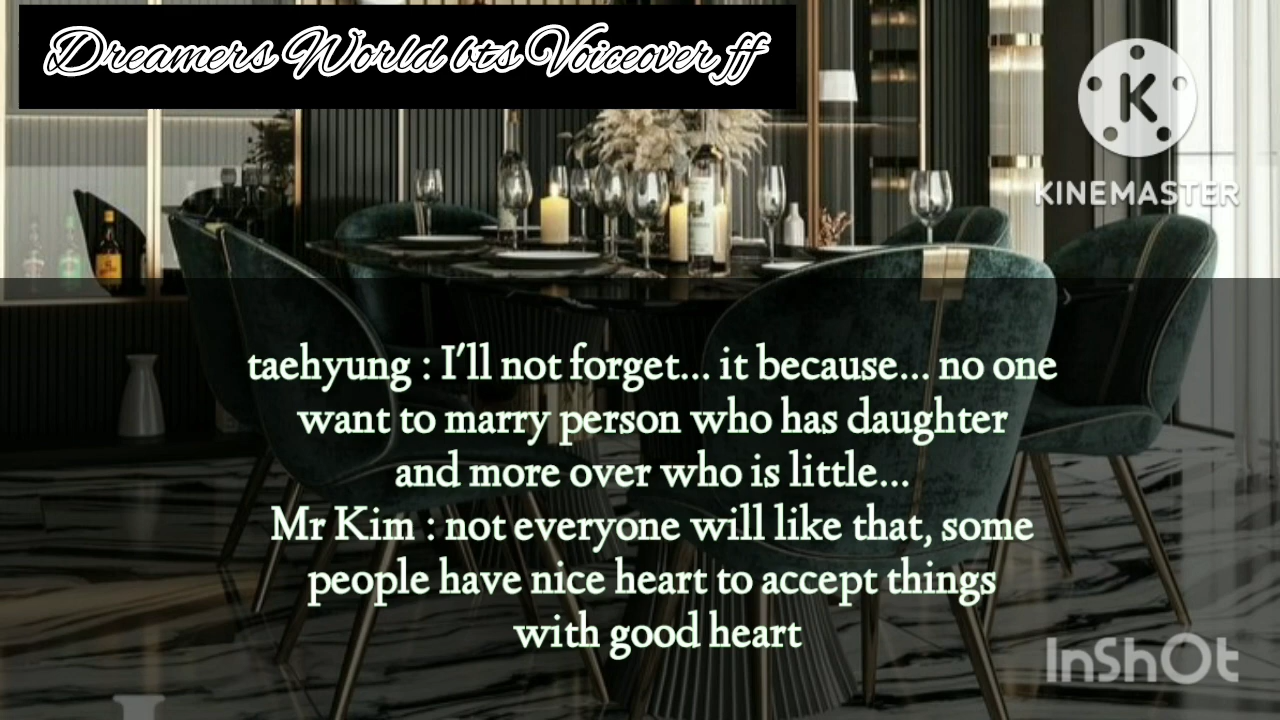 Dreamers World bts Voiceover ff
K
KINEMASTER
taehyung : I'll not forget... it because... no one
want to marry person who has daughter
and more over who is little...
Mr Kim : not everyone will like that, some
people have nice heart to accept things
with good heart
InShOt